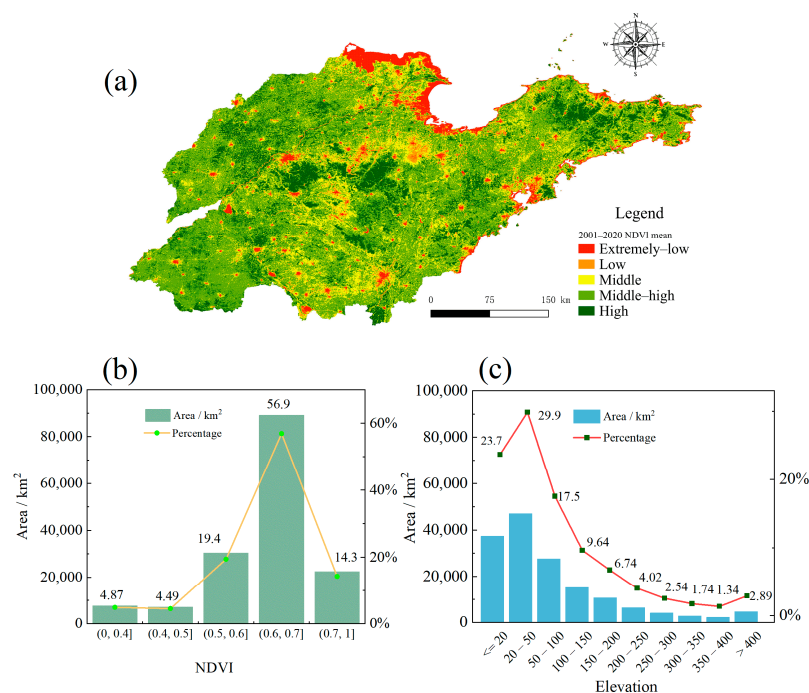 (a)
N
W E
S
Legend
2001–2020 NDVI mean
Extremely–low
Low
Middle
Middle–high
High
0 75 150 km
(b)
100,000
80,000
60,000
40,000
20,000
0
Area / km²
Area / km²
Percentage
4.87
4.49
19.4
56.9
14.3
60%
40%
20%
0%
(0, 0.4] (0.4, 0.5] (0.5, 0.6] (0.6, 0.7] (0.7, 1]
NDVI
(c)
100,000
80,000
60,000
40,000
20,000
0
Area / km²
Area / km²
Percentage
23.7
29.9
17.5
9.64
6.74
4.02
2.54
1.74
1.34
2.89
20%
0%
<= 20 20 – 50 50 – 100 100 – 150 150 – 200 200 – 250 250 – 300 300 – 350 350 – 400 > 400
Elevation